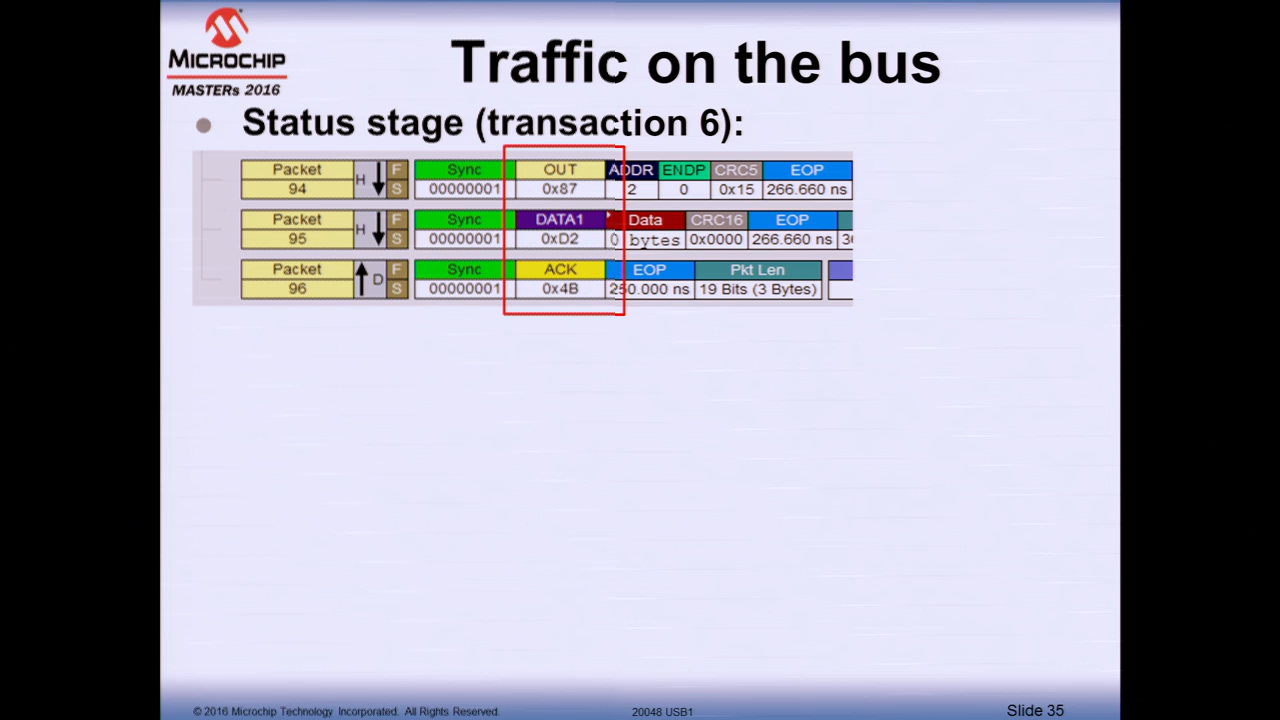 MICROCHIP
MASTERs 2016
Traffic on the bus
Status stage (transaction 6):
Packet H F Sync OUT ADDR ENDP CRC5 EOP
94 S 00000001 0x87 2 0 0x15 266.660 ns
Packet H F Sync DATA1 Data CRC16 EOP
95 S 00000001 0xD2 0 bytes 0x0000 266.660 ns
Packet D F Sync ACK EOP Pkt Len
96 S 00000001 0x4B 250.000 ns 19 Bits (3 Bytes)
© 2016 Microchip Technology Incorporated. All Rights Reserved.
20048 USB1
Slide 35